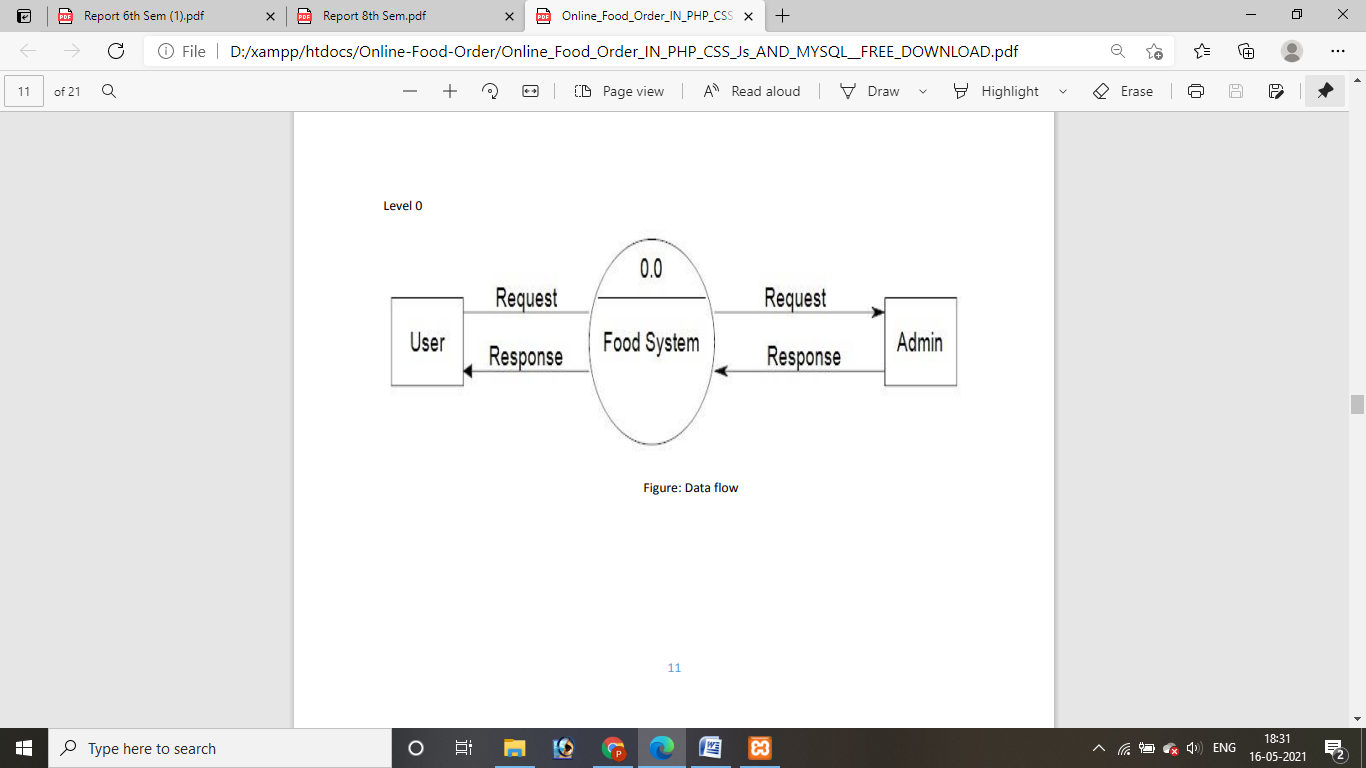 Report 6th Sem (1).pdf
Report 8th Sem.pdf
Online_Food_Order_IN_PHP_CSS
File
D:/xampp/htdocs/Online-Food-Order/Online_Food_Order_IN_PHP_CSS_Js_AND_MYSQL__FREE_DOWNLOAD.pdf
11 of 21
Page view
Read aloud
Draw
Highlight
Erase
Level 0
0.0
Request
Request
User
Food System
Admin
Response
Response
Figure: Data flow
11
Type here to search
ENG
18:31
16-05-2021
2